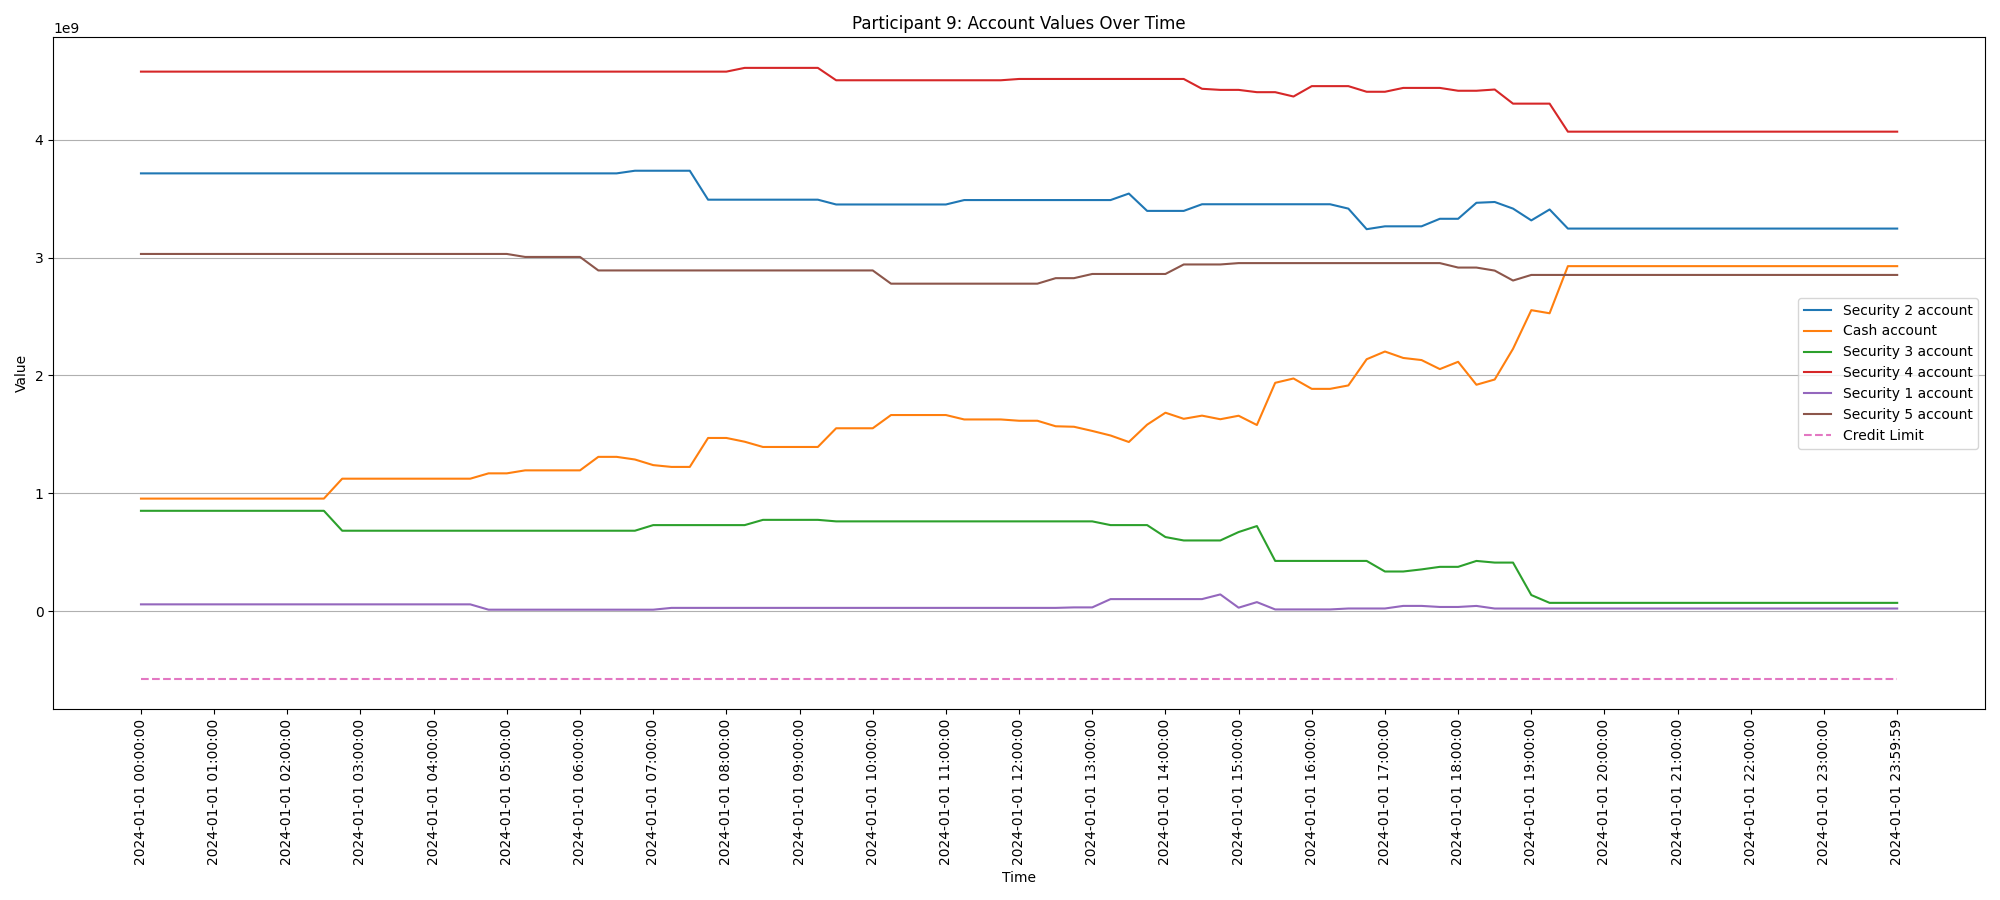 Participant 9: Account Values Over Time
1e9
4
3
2
1
0
Value
Security 2 account
Cash account
Security 3 account
Security 4 account
Security 1 account
Security 5 account
Credit Limit
2024-01-01 00:00:00
2024-01-01 01:00:00
2024-01-01 02:00:00
2024-01-01 03:00:00
2024-01-01 04:00:00
2024-01-01 05:00:00
2024-01-01 06:00:00
2024-01-01 07:00:00
2024-01-01 08:00:00
2024-01-01 09:00:00
2024-01-01 10:00:00
2024-01-01 11:00:00
2024-01-01 12:00:00
2024-01-01 13:00:00
2024-01-01 14:00:00
2024-01-01 15:00:00
2024-01-01 16:00:00
2024-01-01 17:00:00
2024-01-01 18:00:00
2024-01-01 19:00:00
2024-01-01 20:00:00
2024-01-01 21:00:00
2024-01-01 22:00:00
2024-01-01 23:00:00
2024-01-01 23:59:59
Time